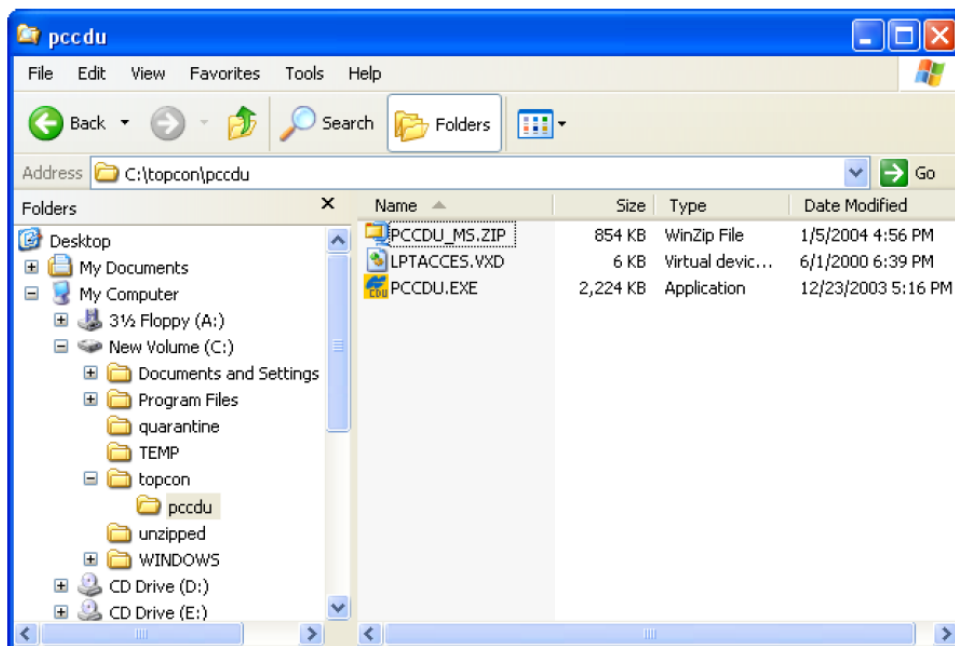 pccdu
File Edit View Favorites Tools Help
Back Search Folders
Address C:\topcon\pccdu Go
Folders
Desktop
My Documents
My Computer
3½ Floppy (A:)
New Volume (C:)
Documents and Settings
Program Files
quarantine
TEMP
topcon
pccdu
unzipped
WINDOWS
CD Drive (D:)
CD Drive (E:)
Name Size Type Date Modified
PCCDU_MS.ZIP 854 KB WinZip File 1/5/2004 4:56 PM
LPTACCES.VXD 6 KB Virtual devic... 6/1/2000 6:39 PM
CDU PCCDU.EXE 2,224 KB Application 12/23/2003 5:16 PM